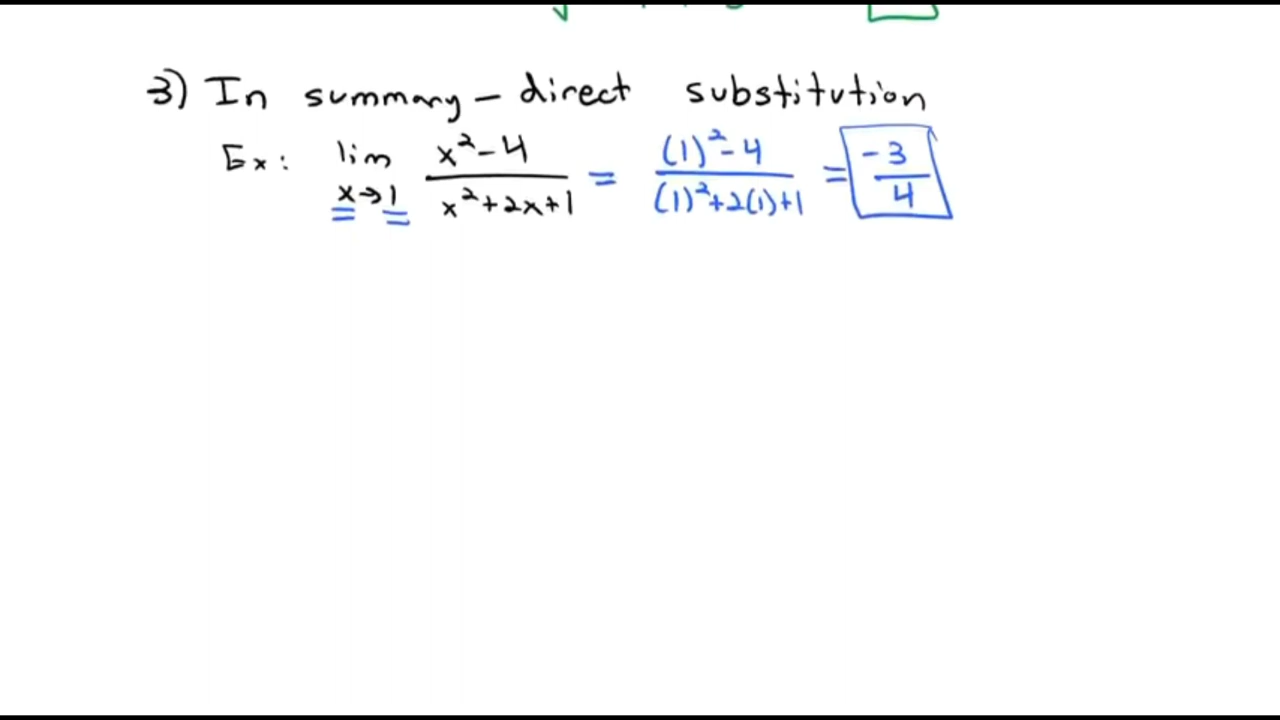 3) In summary – direct substitution
Ex: lim x→1 (x²-4)/(x²+2x+1) = ((1)²-4)/((1)²+2(1)+1) = -3/4